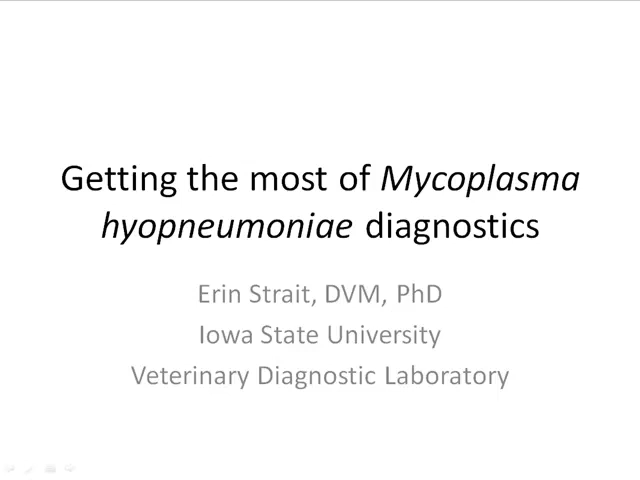 Getting the most of Mycoplasma
hyopneumoniae diagnostics
Erin Strait, DVM, PhD
Iowa State University
Veterinary Diagnostic Laboratory